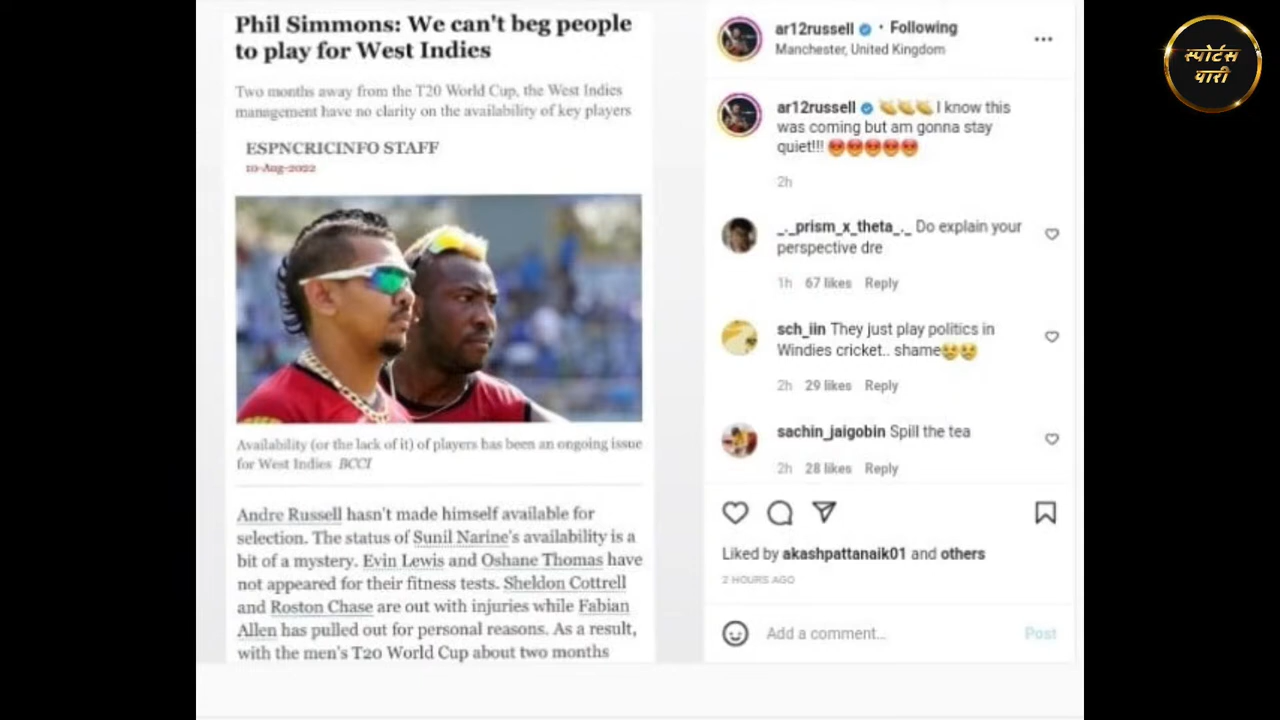 Phil Simmons: We can't beg people
to play for West Indies
Two months away from the T20 World Cup, the West Indies
management have no clarity on the availability of key players
ESPNCRICINFO STAFF
10-Aug-2022
Availability (or the lack of it) of players has been an ongoing issue
for West Indies BCCI
Andre Russell hasn't made himself available for
selection. The status of Sunil Narine's availability is a
bit of a mystery. Evin Lewis and Oshane Thomas have
not appeared for their fitness tests. Sheldon Cottrell
and Roston Chase are out with injuries while Fabian
Allen has pulled out for personal reasons. As a result,
with the men's T20 World Cup about two months
ar12russell • Following
Manchester, United Kingdom
ar12russell 👏👏👏 I know this
was coming but am gonna stay
quiet!!! 😡😡😡😡😡
2h
_._prism_x_theta_._ Do explain your
perspective dre
1h 67 likes Reply
sch_iin They just play politics in
Windies cricket.. shame😢😢
2h 29 likes Reply
sachin_jaigobin Spill the tea
2h 28 likes Reply
Liked by akashpattanaik01 and others
2 HOURS AGO
Add a comment... Post
स्पोर्टस
यारी